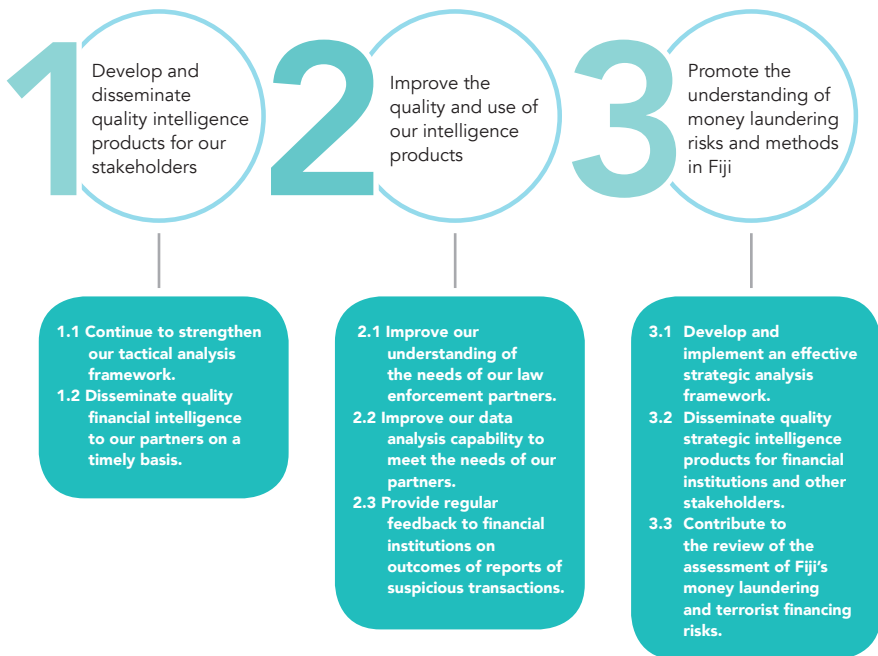 1
Develop and
disseminate
quality intelligence
products for our
stakeholders
2
Improve the
quality and use of
our intelligence
products
3
Promote the
understanding of
money laundering
risks and methods
in Fiji
1.1 Continue to strengthen
our tactical analysis
framework.
1.2 Disseminate quality
financial intelligence
to our partners on a
timely basis.
2.1 Improve our
understanding of
the needs of our law
enforcement partners.
2.2 Improve our data
analysis capability to
meet the needs of our
partners.
2.3 Provide regular
feedback to financial
institutions on
outcomes of reports of
suspicious transactions.
3.1 Develop and
implement an effective
strategic analysis
framework.
3.2 Disseminate quality
strategic intelligence
products for financial
institutions and other
stakeholders.
3.3 Contribute to
the review of the
assessment of Fiji's
money laundering
and terrorist financing
risks.